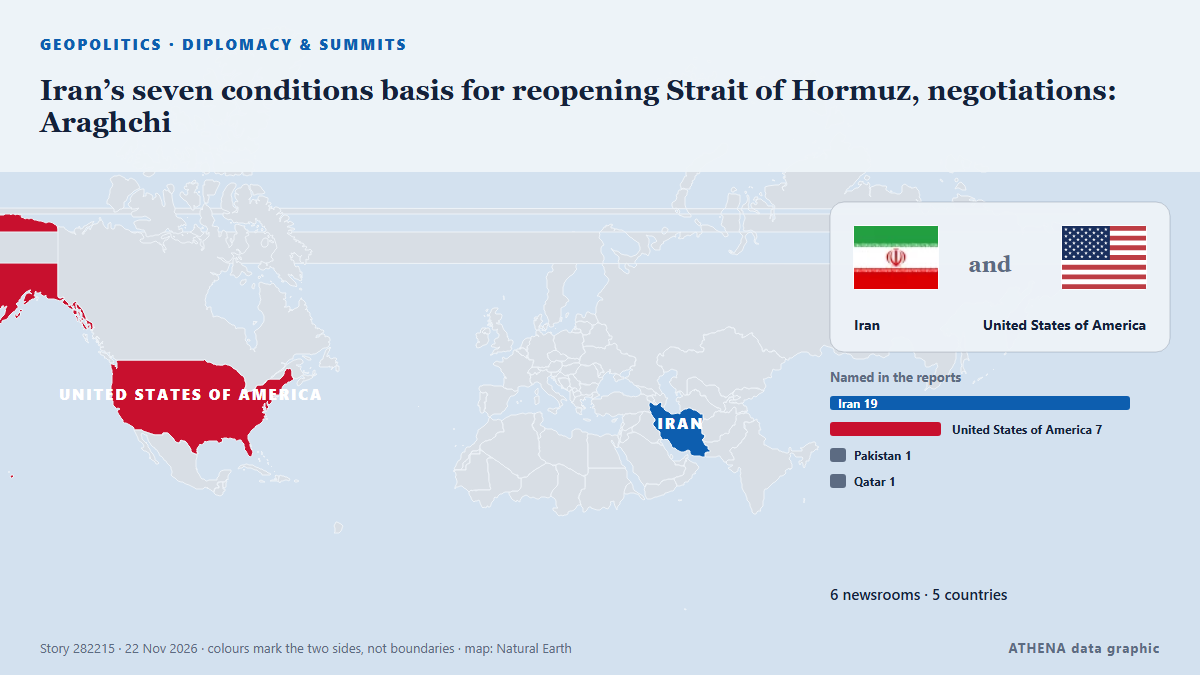 GEOPOLITICS · DIPLOMACY & SUMMITS
Iran’s seven conditions basis for reopening Strait of Hormuz, negotiations:
Araghchi
and
Iran
United States of America
Named in the reports
Iran 19
United States of America 7
Pakistan 1
Qatar 1
UNITED STATES OF AMERICA
IRAN
6 newsrooms · 5 countries
Story 282215 · 22 Nov 2026 · colours mark the two sides, not boundaries · map: Natural Earth
ATHENA data graphic